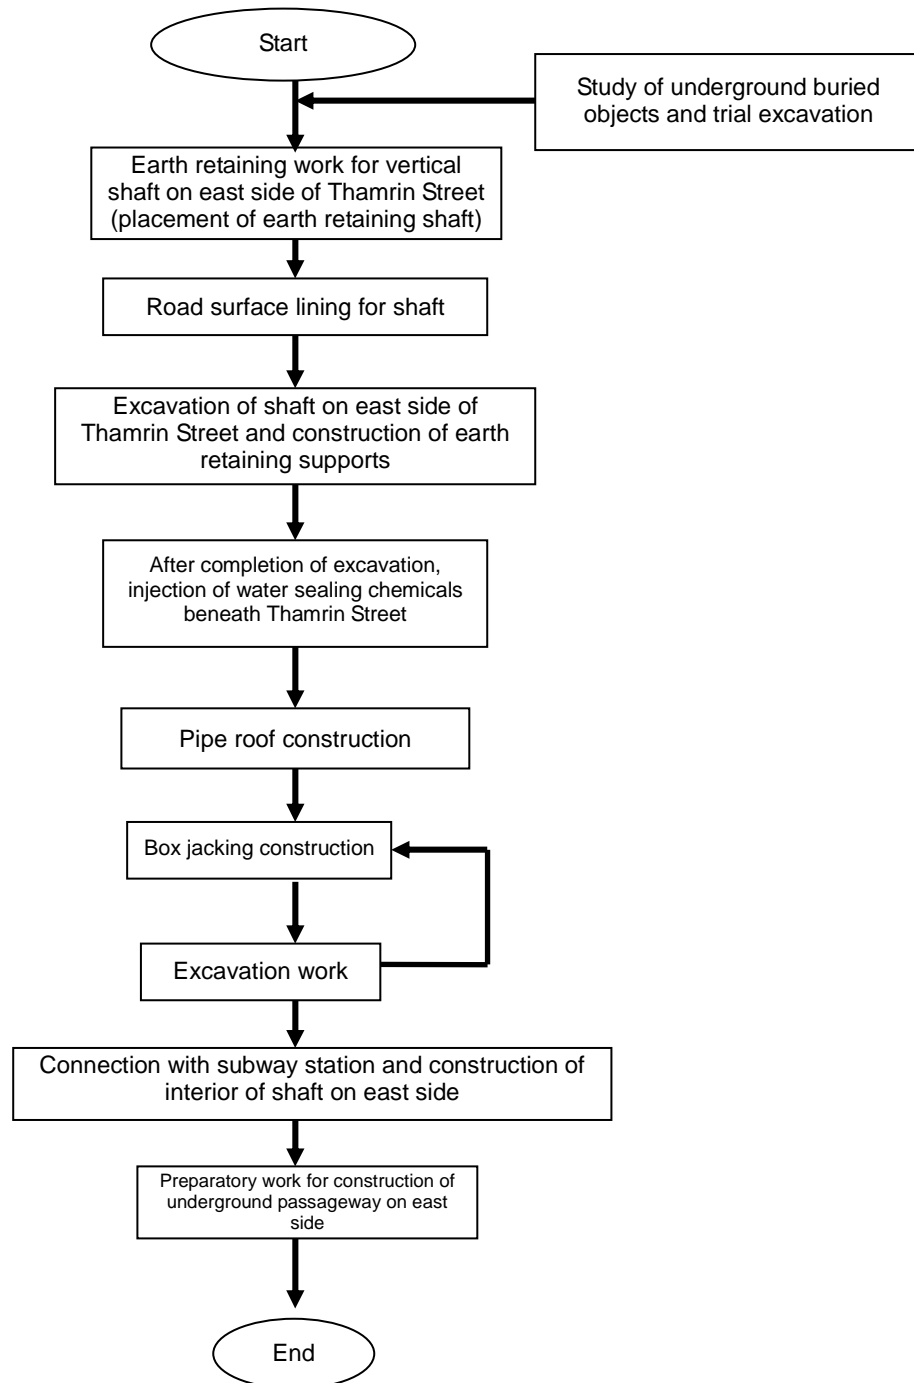 Start
Study of underground buried
objects and trial excavation
Earth retaining work for vertical
shaft on east side of Thamrin Street
(placement of earth retaining shaft)
Road surface lining for shaft
Excavation of shaft on east side of
Thamrin Street and construction of earth
retaining supports
After completion of excavation,
injection of water sealing chemicals
beneath Thamrin Street
Pipe roof construction
Box jacking construction
Excavation work
Connection with subway station and construction of
interior of shaft on east side
Preparatory work for construction of
underground passageway on east
side
End